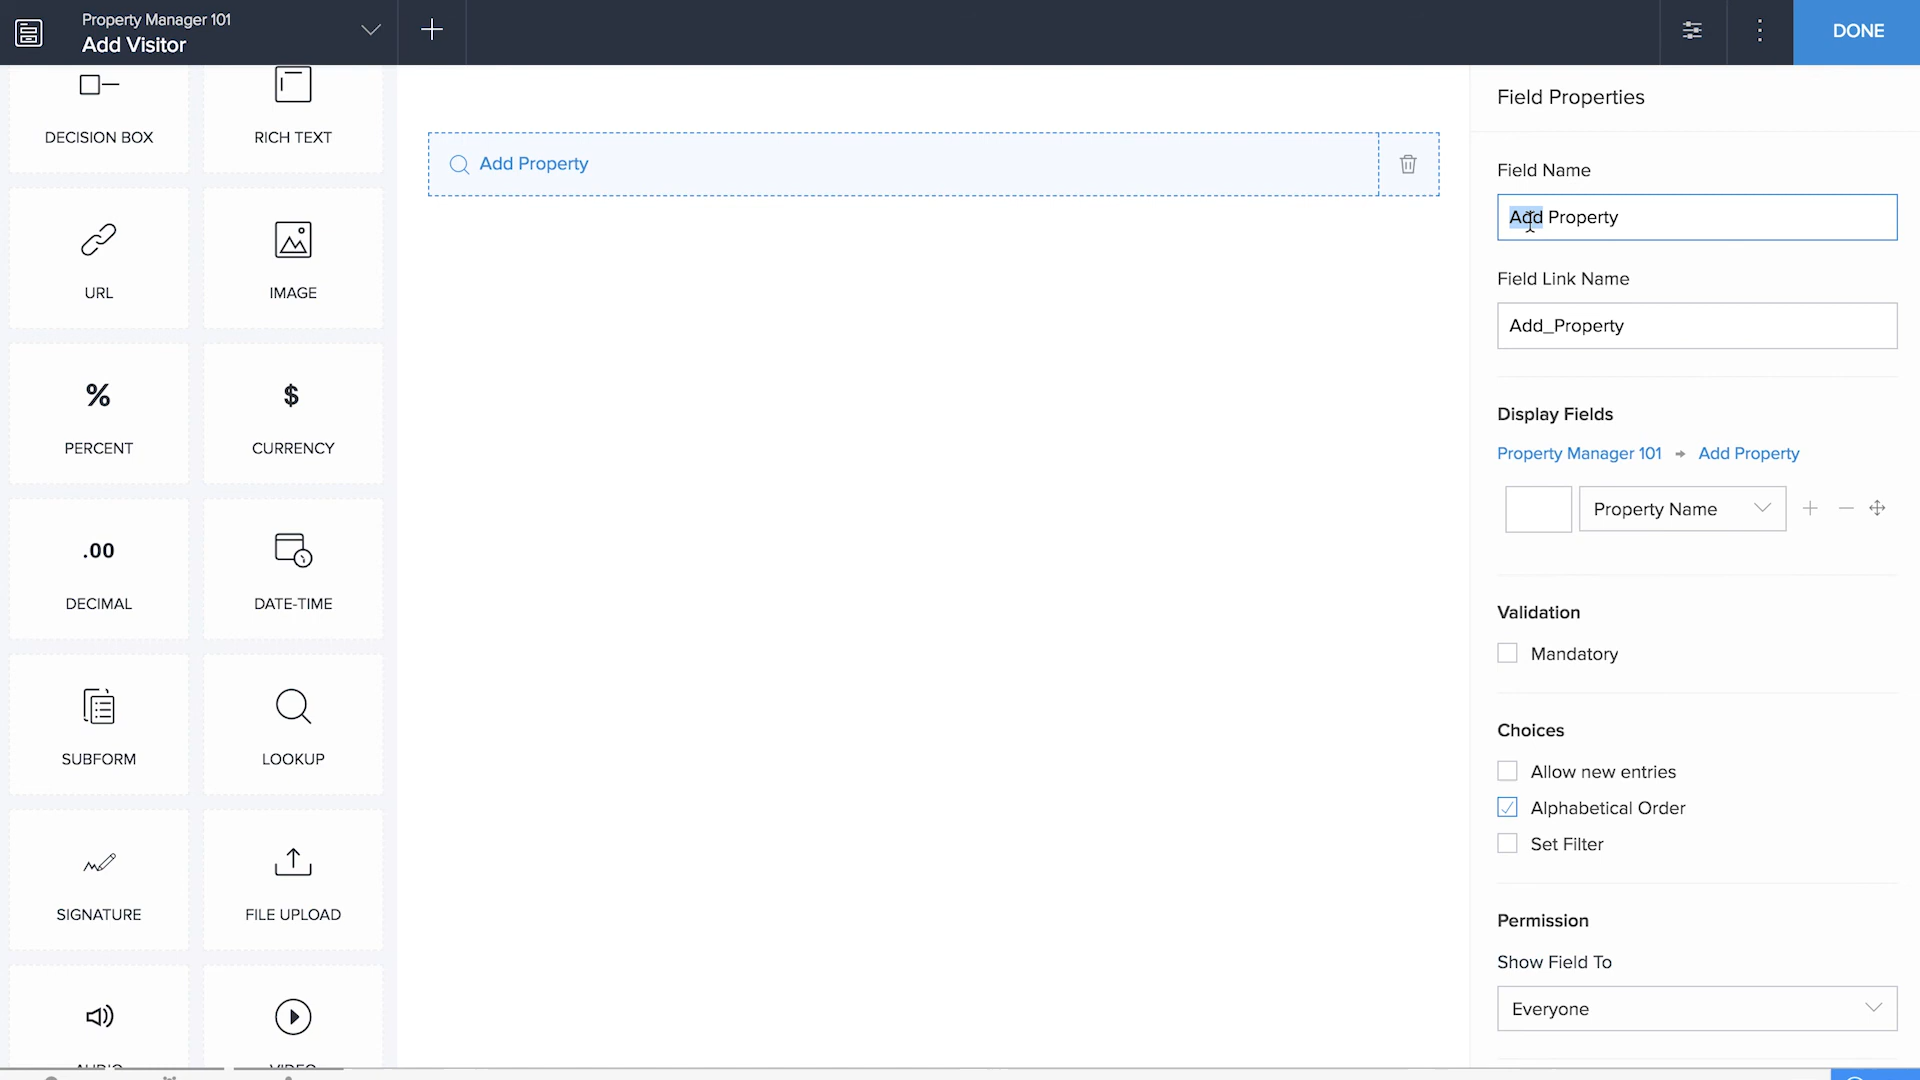 Property Manager 101
Add Visitor
DONE
DECISION BOX
RICH TEXT
URL
IMAGE
%
PERCENT
$
CURRENCY
.00
DECIMAL
DATE-TIME
SUBFORM
LOOKUP
SIGNATURE
FILE UPLOAD
AUDIO
VIDEO
Add Property
Field Properties
Field Name
Add Property
Field Link Name
Add_Property
Display Fields
Property Manager 101 → Add Property
Property Name
Validation
Mandatory
Choices
Allow new entries
Alphabetical Order
Set Filter
Permission
Show Field To
Everyone